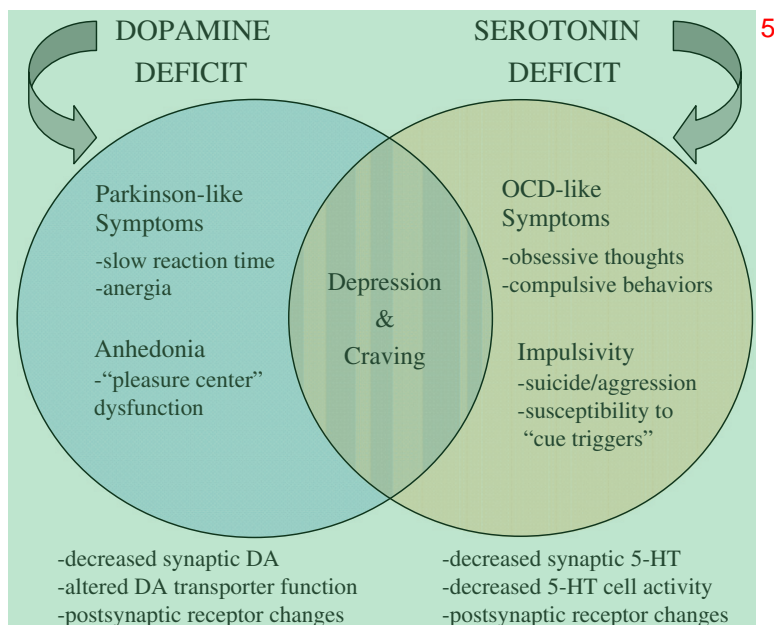 DOPAMINE
DEFICIT
SEROTONIN
DEFICIT
5
Parkinson-like
Symptoms
-slow reaction time
-anergia
Anhedonia
-“pleasure center”
dysfunction
Depression
&
Craving
OCD-like
Symptoms
-obsessive thoughts
-compulsive behaviors
Impulsivity
-suicide/aggression
-susceptibility to
“cue triggers”
-decreased synaptic DA
-altered DA transporter function
-postsynaptic receptor changes
-decreased synaptic 5-HT
-decreased 5-HT cell activity
-postsynaptic receptor changes